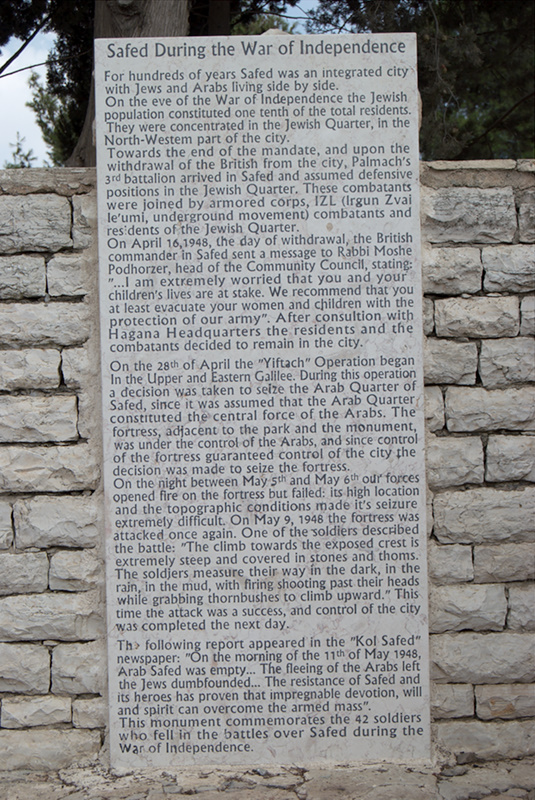 Safed During the War of Independence
For hundreds of years Safed was an integrated city
with Jews and Arabs living side by side.
On the eve of the War of Independence the Jewish
population constituted one tenth of the total residents.
They were concentrated in the Jewish Quarter, in the
North-Western part of the city.
Towards the end of the mandate, and upon the
withdrawal of the British from the city, Palmach's
3rd battalion arrived in Safed and assumed defensive
positions in the Jewish Quarter. These combatants
were joined by armored corps, IZL (Irgun Zvai
le'umi, underground movement) combatants and
residents of the Jewish Quarter.
On April 16,1948, the day of withdrawal, the British
commander in Safed sent a message to Rabbi Moshe
Podhorzer, head of the Community Council, stating:
"...I am extremely worried that you and your
children's lives are at stake. We recommend that you
at least evacuate your women and children with the
protection of our army". After consultion with
Hagana Headquarters the residents and the
combatants decided to remain in the city.
On the 28th of April the "Yiftach" Operation began
In the Upper and Eastern Galilee. During this operation
a decision was taken to seize the Arab Quarter of
Safed, since it was assumed that the Arab Quarter
constituted the central force of the Arabs. The
fortress, adjacent to the park and the monument,
was under the control of the Arabs, and since control
of the fortress guaranteed control of the city the
decision was made to seize the fortress.
On the night between May 5th and May 6th our forces
opened fire on the fortress but failed: its high location
and the topographic conditions made it's seizure
extremely difficult. On May 9, 1948 the fortress was
attacked once again. One of the soldiers described
the battle: "The climb towards the exposed crest is
extremely steep and covered in stones and thoms.
The soldiers measure their way in the dark, in the
rain, in the mud, with firing shooting past their heads
while grabbing thornbushes to climb upward." This
time the attack was a success, and control of the city
was completed the next day.
The following report appeared in the "Kol Safed"
newspaper: "On the morning of the 11th of May 1948,
Arab Safed was empty... The fleeing of the Arabs left
the Jews dumbfounded... The resistance of Safed and
its heroes has proven that impregnable devotion, will
and spirit can overcome the armed mass".
This monument commemorates the 42 soldiers
who fell in the battles over Safed during the
War of Independence.